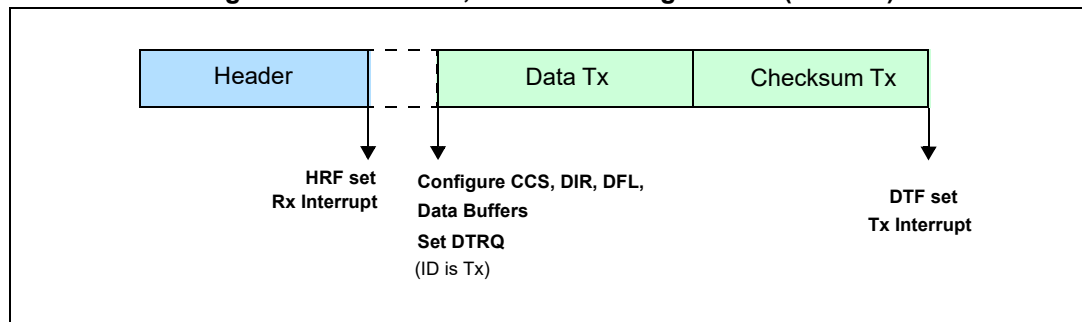 Header
Data Tx
Checksum Tx
HRF set
Rx Interrupt
Configure CCS, DIR, DFL,
Data Buffers
Set DTRQ
(ID is Tx)
DTF set
Tx Interrupt